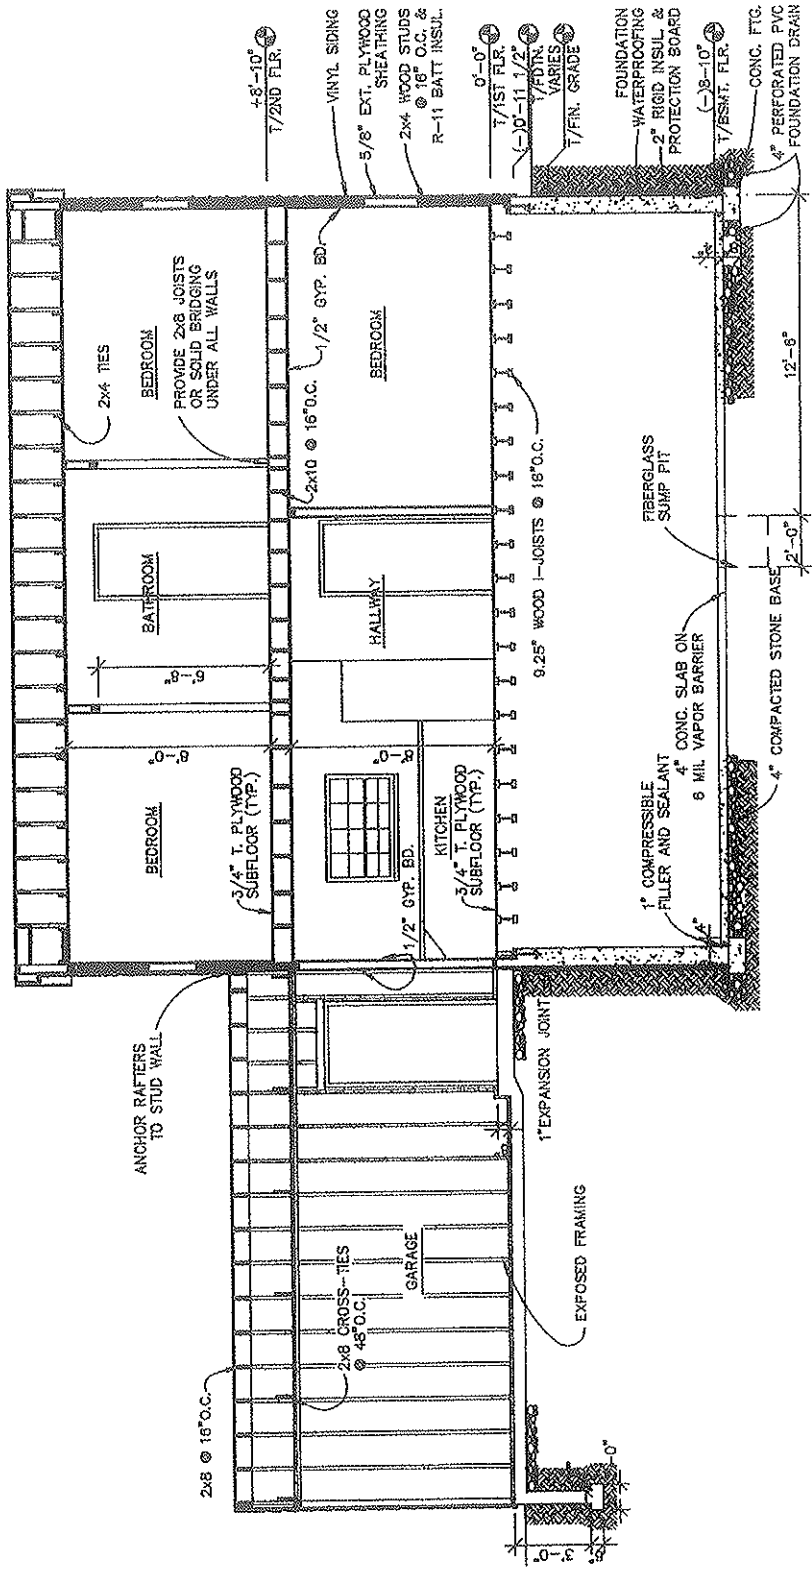 2x8 @ 16"O.C.
ANCHOR RAFTERS
TO STUD WALL
2x8 CROSS-TIES
@ 48"O.C.
GARAGE
EXPOSED FRAMING
1" EXPANSION JOINT
3'-0"
BEDROOM
3/4" T. PLYWOOD
SUBFLOOR (TYP.)
8'-0"
6'-8"
BATHROOM
2x4 TIES
BEDROOM
PROVIDE 2x8 JOISTS
OR SOLID BRIDGING
UNDER ALL WALLS
2x10 @ 16"O.C.
1/2" GYP. BD.
BEDROOM
HALLWAY
8'-0"
1/2" GYP. BD.
KITCHEN
3/4" T. PLYWOOD
SUBFLOOR (TYP.)
9.25" WOOD I-JOISTS @ 16"O.C.
1" COMPRESSIBLE
FILLER AND SEALANT
4"
4" CONC. SLAB ON
6 MIL VAPOR BARRIER
FIBERGLASS
SUMP PIT
4" COMPACTED STONE BASE
2'-0"
12'-6"
+8'-10"
T/2ND FLR.
VINYL SIDING
5/8" EXT. PLYWOOD
SHEATHING
2x4 WOOD STUDS
@ 16" O.C. &
R-11 BATT INSUL.
0'-0"
T/1ST FLR.
(-)0'-11 1/2"
T/FDTN.
VARIES
T/FIN. GRADE
FOUNDATION
WATERPROOFING
2" RIGID INSUL. &
PROTECTION BOARD
(-)8'-10"
T/BSMT. FLR.
CONC. FTG.
4" PERFORATED PVC
FOUNDATION DRAIN